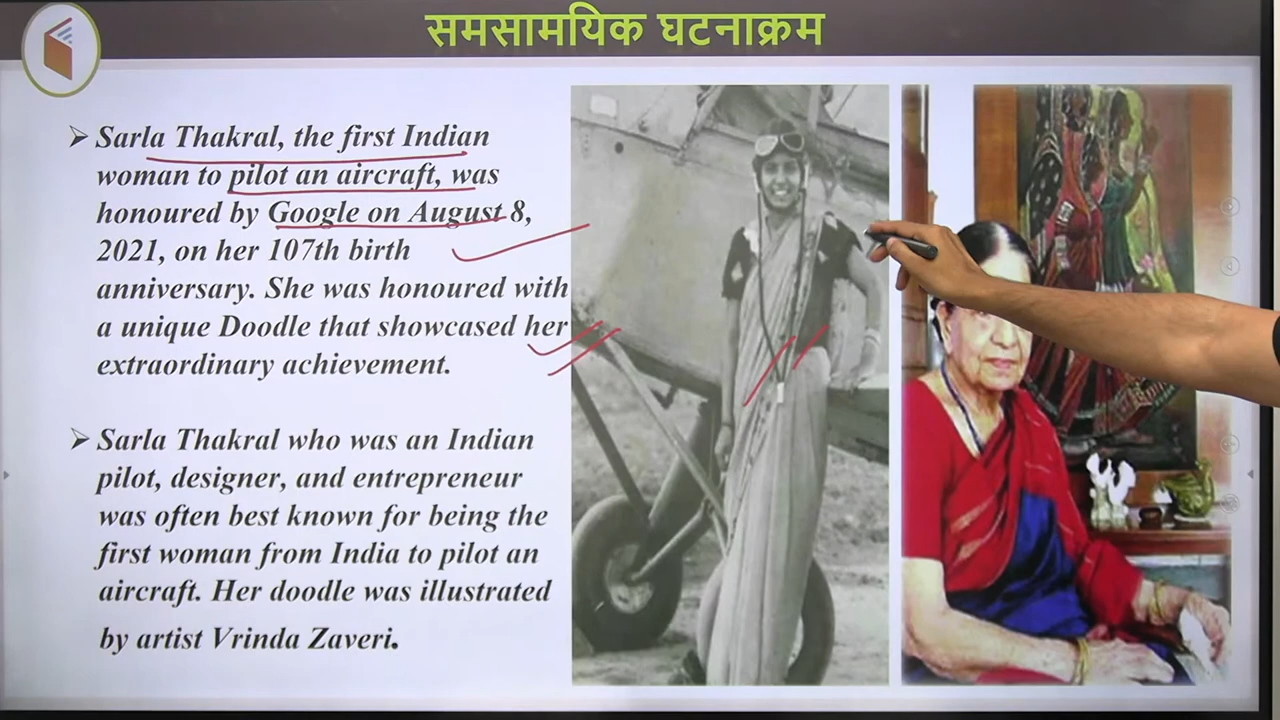 समसामयिक घटनाक्रम
Sarla Thakral, the first Indian
woman to pilot an aircraft, was
honoured by Google on August 8,
2021, on her 107th birth
anniversary. She was honoured with
a unique Doodle that showcased her
extraordinary achievement.
Sarla Thakral who was an Indian
pilot, designer, and entrepreneur
was often best known for being the
first woman from India to pilot an
aircraft. Her doodle was illustrated
by artist Vrinda Zaveri.